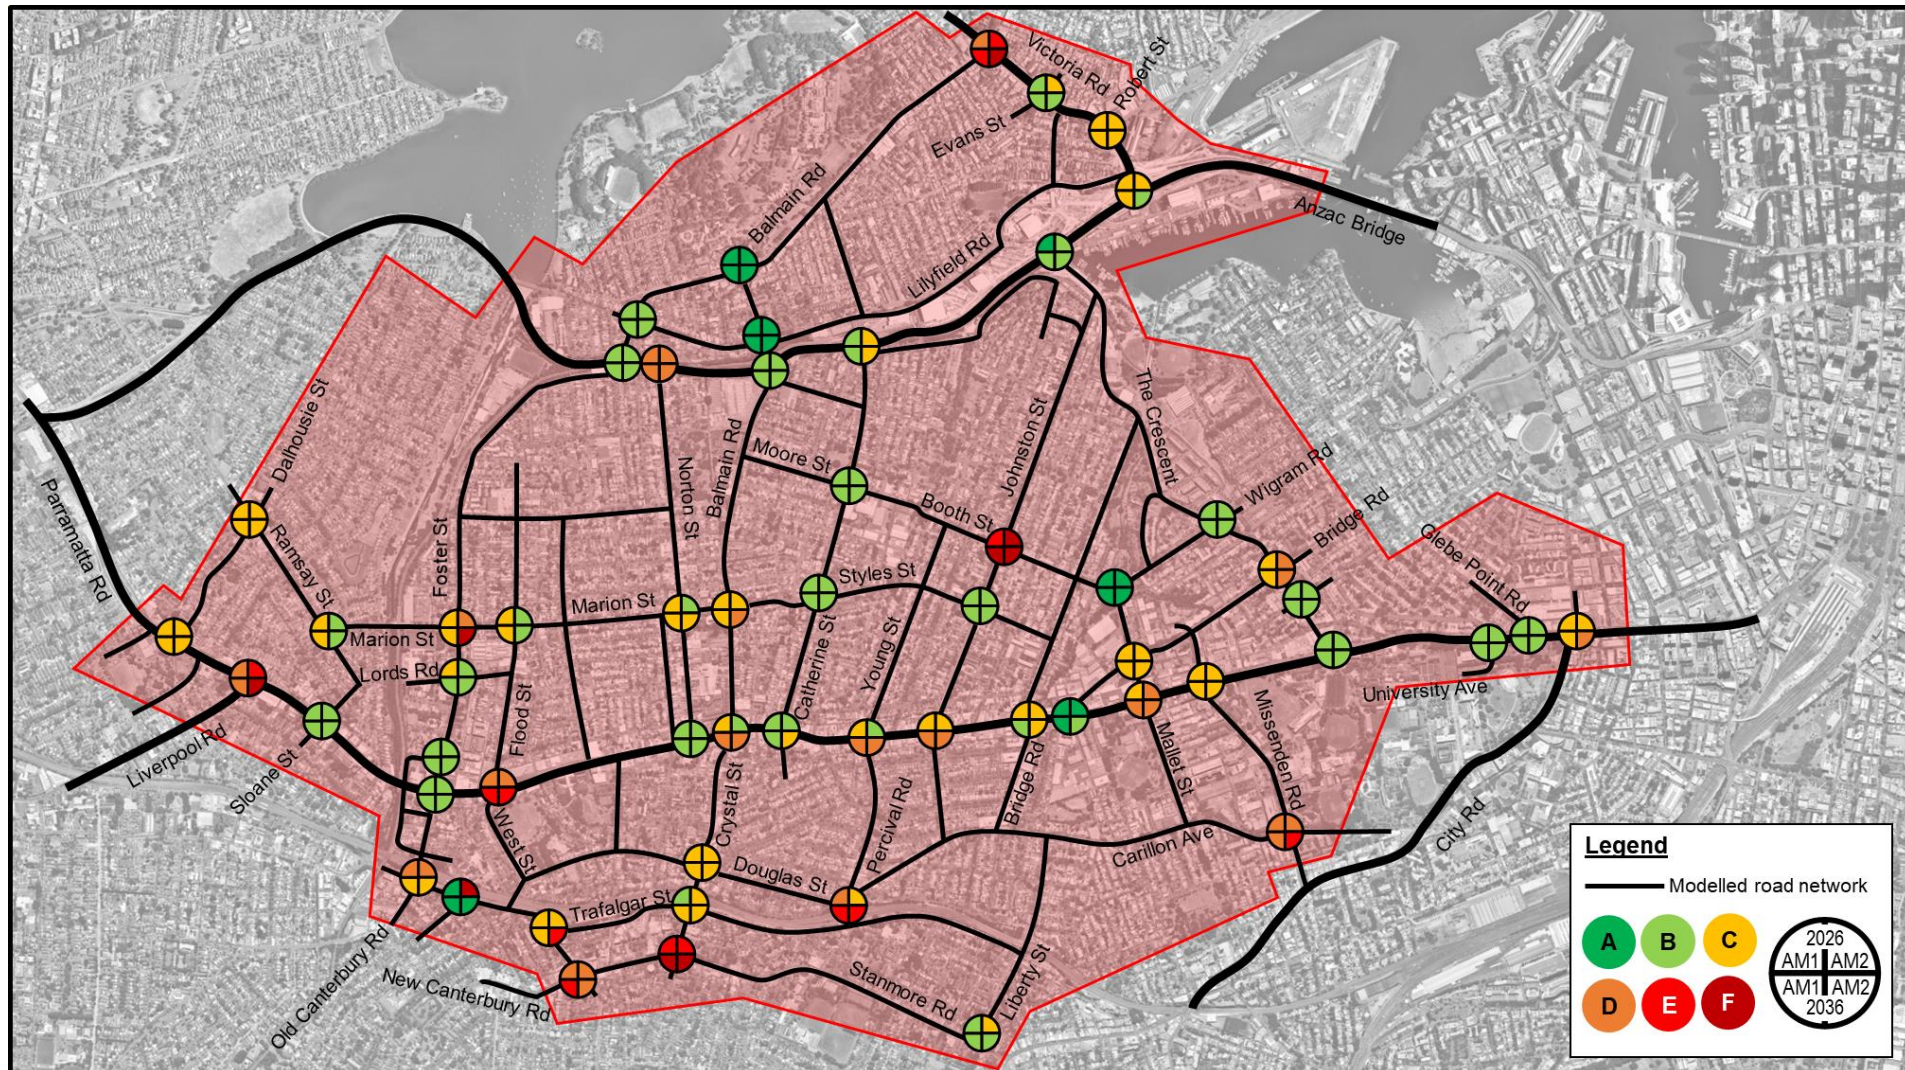 Victoria Rd
Robert St
Evans St
Balmain Rd
Anzac Bridge
Lilyfield Rd
Dalhousie St
The Crescent
Johnston St
Norton St
Balmain Rd
Moore St
Wigram Rd
Parramatta Rd
Ramsay St
Foster St
Booth St
Bridge Rd
Glebe Point Rd
Styles St
Marion St
Marion St
Catherine St
Young St
Lords Rd
Flood St
University Ave
Missenden Rd
Liverpool Rd
Sloane St
Mallet St
Crystal St
Percival Rd
Bridge Rd
West St
City Rd
Carillon Ave
Douglas St
Trafalgar St
Old Canterbury Rd
New Canterbury Rd
Stanmore Rd
Liberty St
Legend
Modelled road network
A B C
D E F
2026
AM1 AM2
AM1 AM2
2036